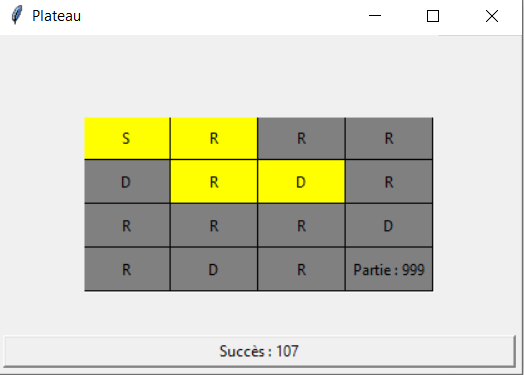 Plateau
S R R R
D R D R
R R R D
R D R Partie : 999
Succès : 107